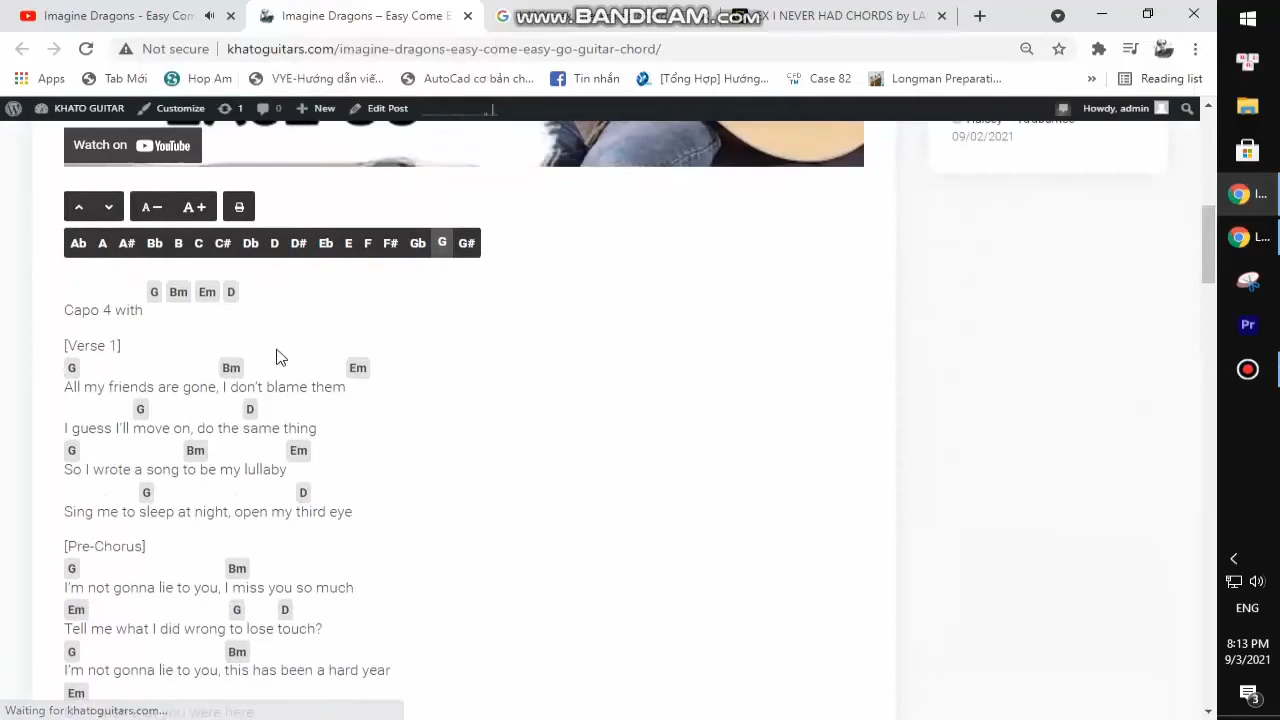 Imagine Dragons - Easy Com
Imagine Dragons – Easy Come E
www.BANDICAM.com
X I NEVER HAD CHORDS by LA
Not secure
khatoguitars.com/imagine-dragons-easy-come-easy-go-guitar-chord/
Apps
Tab Mới
Hop Am
VYE-Hướng dẫn viế...
AutoCad cơ bản ch...
Tin nhắn
[Tổng Hợp] Hướng...
Case 82
Longman Preparati...
»
Reading list
KHATO GUITAR
Customize
1
0
New
Edit Post
Howdy, admin
09/02/2021
Watch on YouTube
A– A+
Ab A A# Bb B C C# Db D D# Eb E F F# Gb G G#
G Bm Em D
Capo 4 with
[Verse 1]
G Bm Em
All my friends are gone, I don't blame them
G D
I guess I'll move on, do the same thing
G Bm Em
So I wrote a song to be my lullaby
G D
Sing me to sleep at night, open my third eye
[Pre-Chorus]
G Bm
I'm not gonna lie to you, I miss you so much
Em G D
Tell me what I did wrong to lose touch?
G Bm
I'm not gonna lie to you, this has been a hard year
Em
you were here
Waiting for khatoguitars.com...
I...
L...
Pr
ENG
8:13 PM
9/3/2021
3